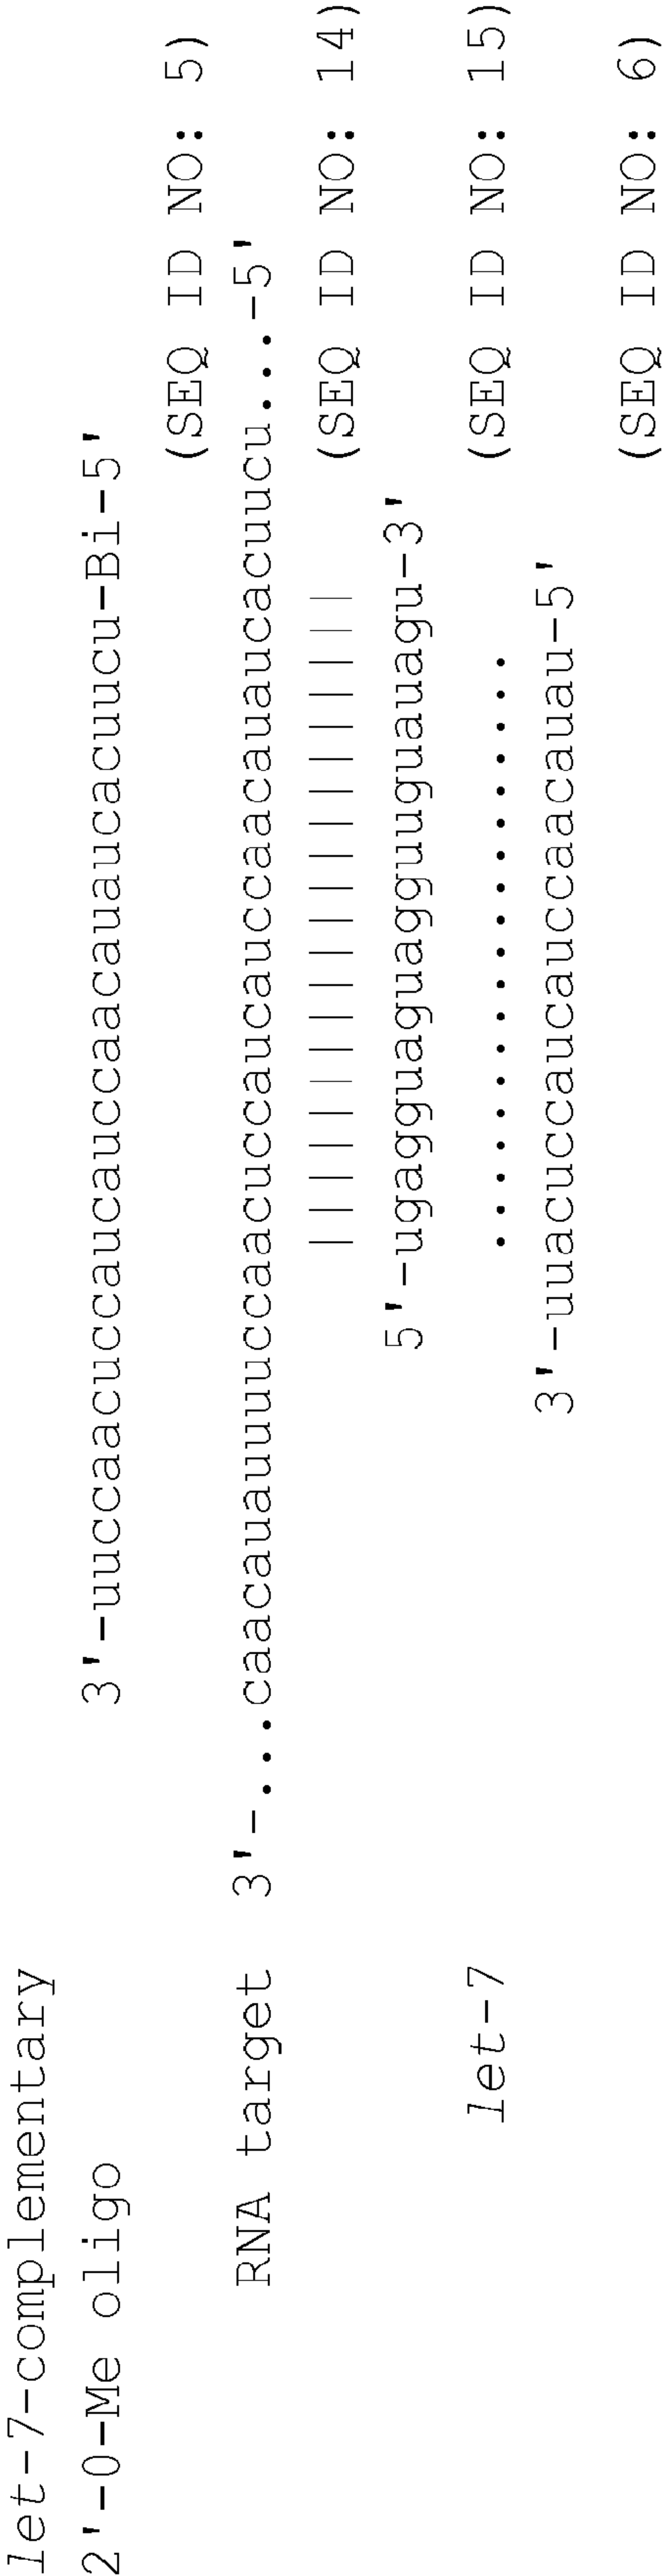 let-7-complementary
2'-0-Me oligo 3'-uuccaacuccaucauccaacauaucacuucu-Bi-5'
(SEQ ID NO: 5)
RNA target 3'-...caacauauuuuccaacuccaucauccaacauaucacuucu...-5'
(SEQ ID NO: 14)
5'-ugagguaguagguuguauagu-3'
let-7 (SEQ ID NO: 15)
3'-uuacuccaucauccaacauau-5'
(SEQ ID NO: 6)